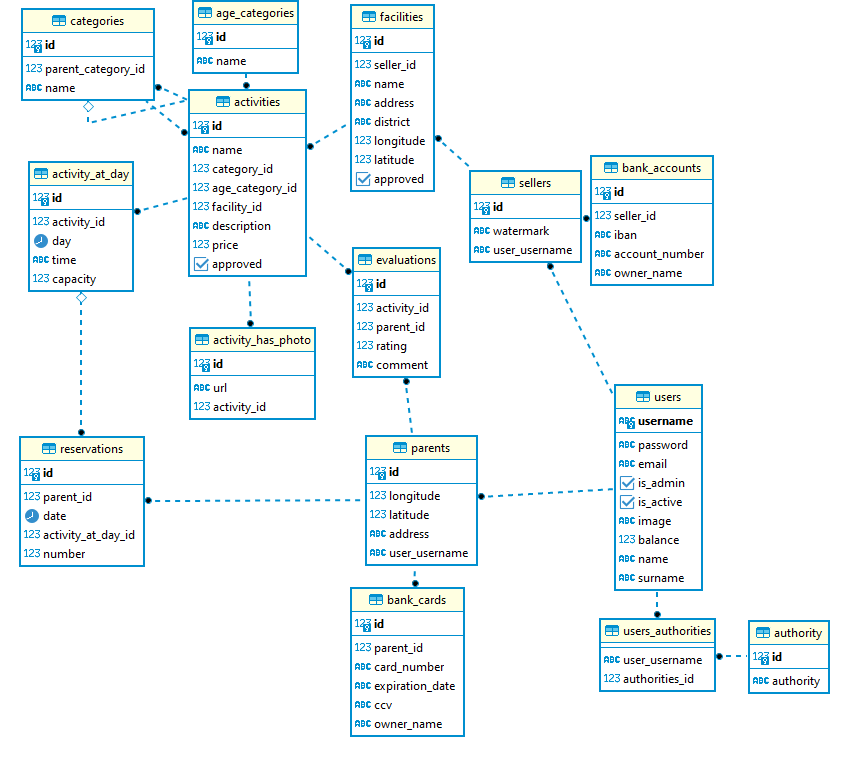 categories
123 id
123 parent_category_id
ABC name
age_categories
123 id
ABC name
facilities
123 id
123 seller_id
ABC name
ABC address
ABC district
123 longitude
123 latitude
approved
activities
123 id
ABC name
123 category_id
123 age_category_id
123 facility_id
ABC description
123 price
approved
activity_at_day
123 id
123 activity_id
day
ABC time
123 capacity
sellers
123 id
ABC watermark
ABC user_username
bank_accounts
123 id
123 seller_id
ABC iban
ABC account_number
ABC owner_name
evaluations
123 id
123 activity_id
123 parent_id
123 rating
ABC comment
activity_has_photo
123 id
ABC url
123 activity_id
users
ABC username
ABC password
ABC email
is_admin
is_active
ABC image
123 balance
ABC name
ABC surname
reservations
123 id
123 parent_id
date
123 activity_at_day_id
123 number
parents
123 id
123 longitude
123 latitude
ABC address
ABC user_username
bank_cards
123 id
123 parent_id
ABC card_number
ABC expiration_date
ABC ccv
ABC owner_name
users_authorities
ABC user_username
123 authorities_id
authority
123 id
ABC authority